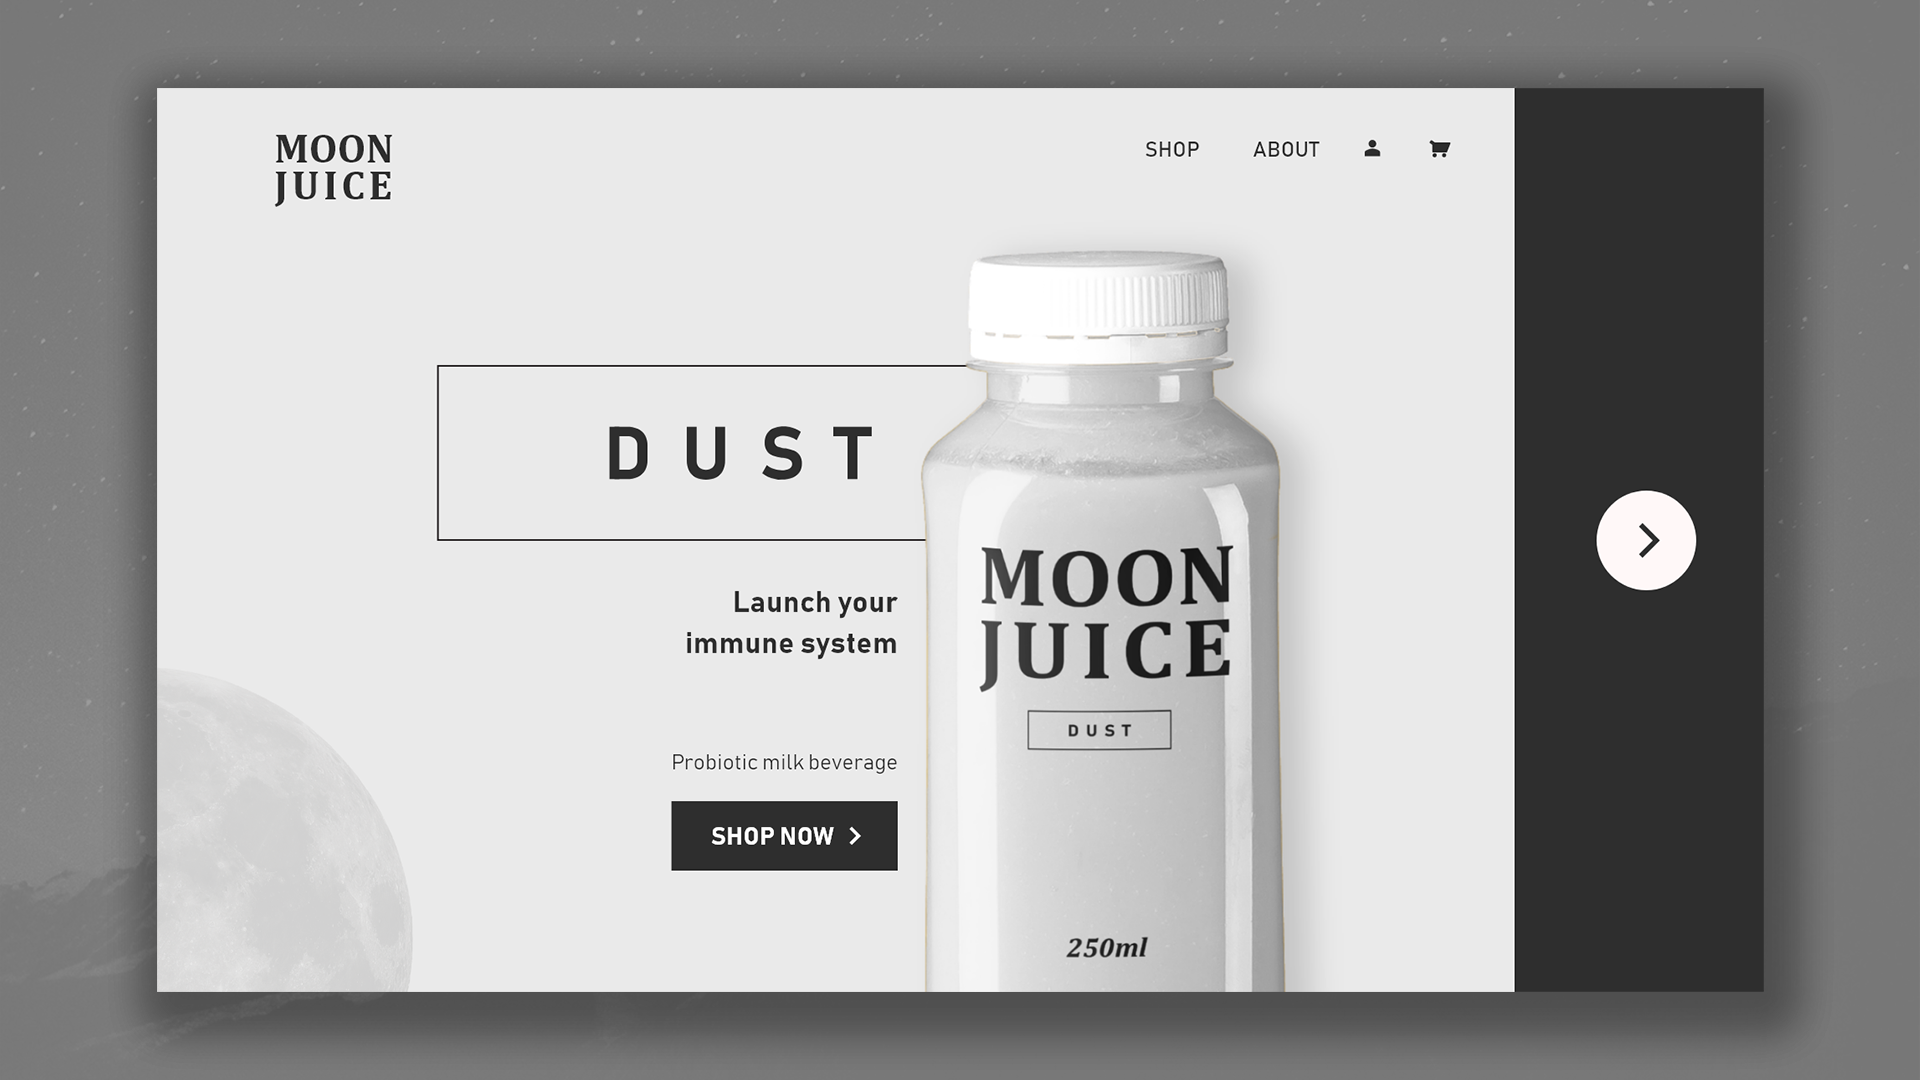 MOON
JUICE
SHOP
ABOUT
DUST
Launch your
immune system
Probiotic milk beverage
SHOP NOW
MOON
JUICE
DUST
250ml